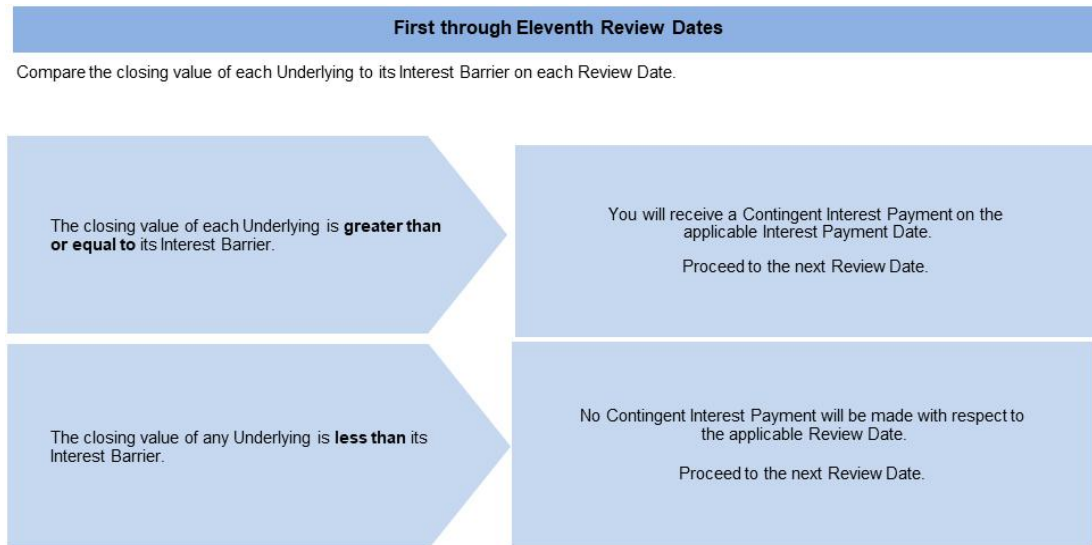 First through Eleventh Review Dates
Compare the closing value of each Underlying to its Interest Barrier on each Review Date.
The closing value of each Underlying is greater than
or equal to its Interest Barrier.
You will receive a Contingent Interest Payment on the
applicable Interest Payment Date.
Proceed to the next Review Date.
The closing value of any Underlying is less than its
Interest Barrier.
No Contingent Interest Payment will be made with respect to
the applicable Review Date.
Proceed to the next Review Date.